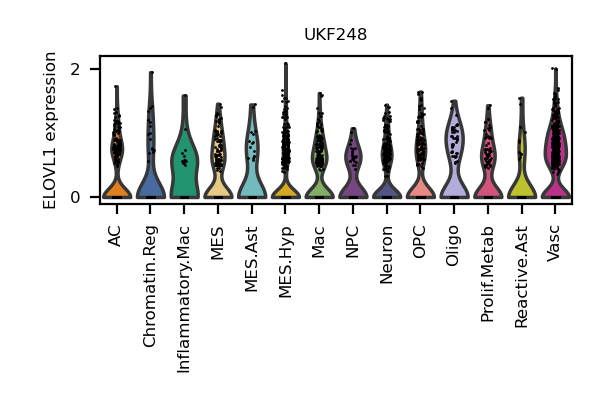 UKF248
ELOVL1 expression
2
0
AC
Chromatin.Reg
Inflammatory.Mac
MES
MES.Ast
MES.Hyp
Mac
NPC
Neuron
OPC
Oligo
Prolif.Metab
Reactive.Ast
Vasc